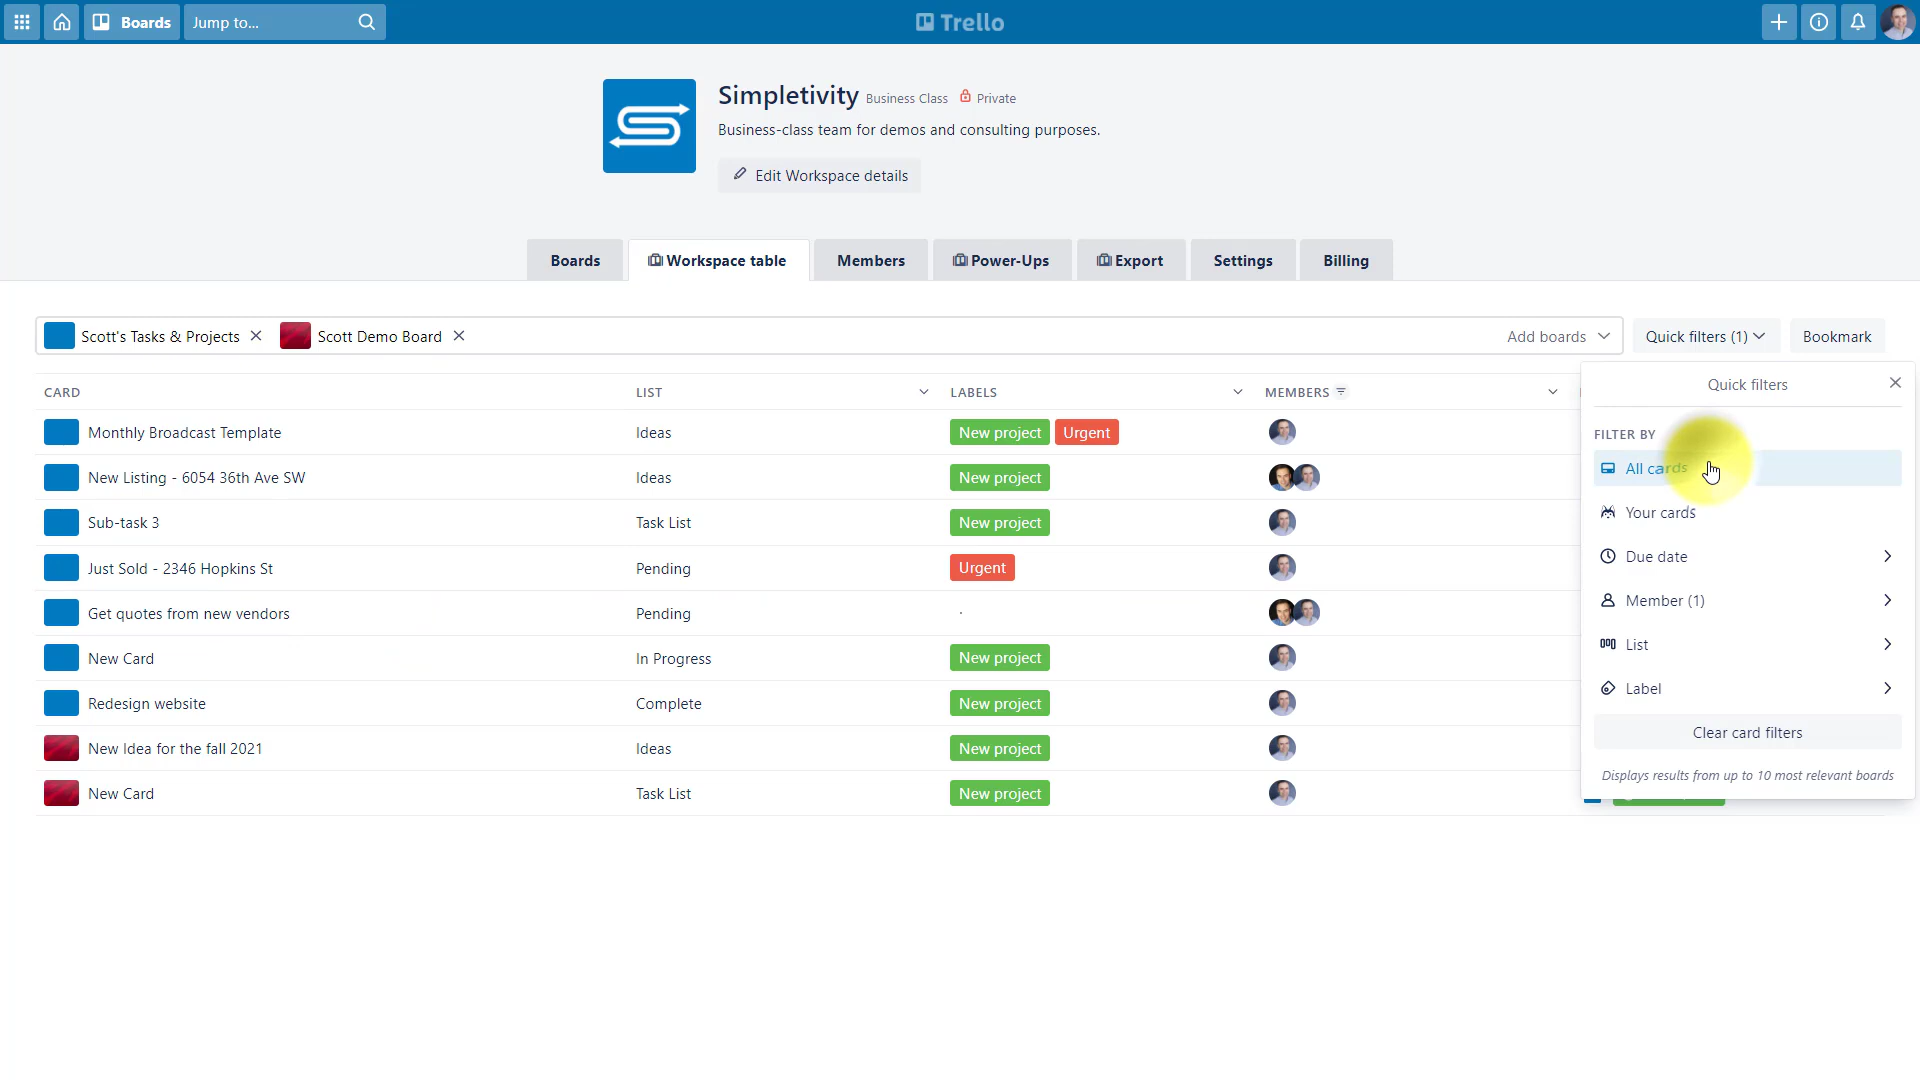 Boards Jump to... Trello
Simpletivity Business Class Private
Business-class team for demos and consulting purposes.
Edit Workspace details
Boards Workspace table Members Power-Ups Export Settings Billing
Scott's Tasks & Projects Scott Demo Board Add boards Quick filters (1) Bookmark
CARD LIST LABELS MEMBERS
Monthly Broadcast Template Ideas New project Urgent
New Listing - 6054 36th Ave SW Ideas New project
Sub-task 3 Task List New project
Just Sold - 2346 Hopkins St Pending Urgent
Get quotes from new vendors Pending
New Card In Progress New project
Redesign website Complete New project
New Idea for the fall 2021 Ideas New project
New Card Task List New project
Quick filters
FILTER BY
All cards
Your cards
Due date
Member (1)
List
Label
Clear card filters
Displays results from up to 10 most relevant boards